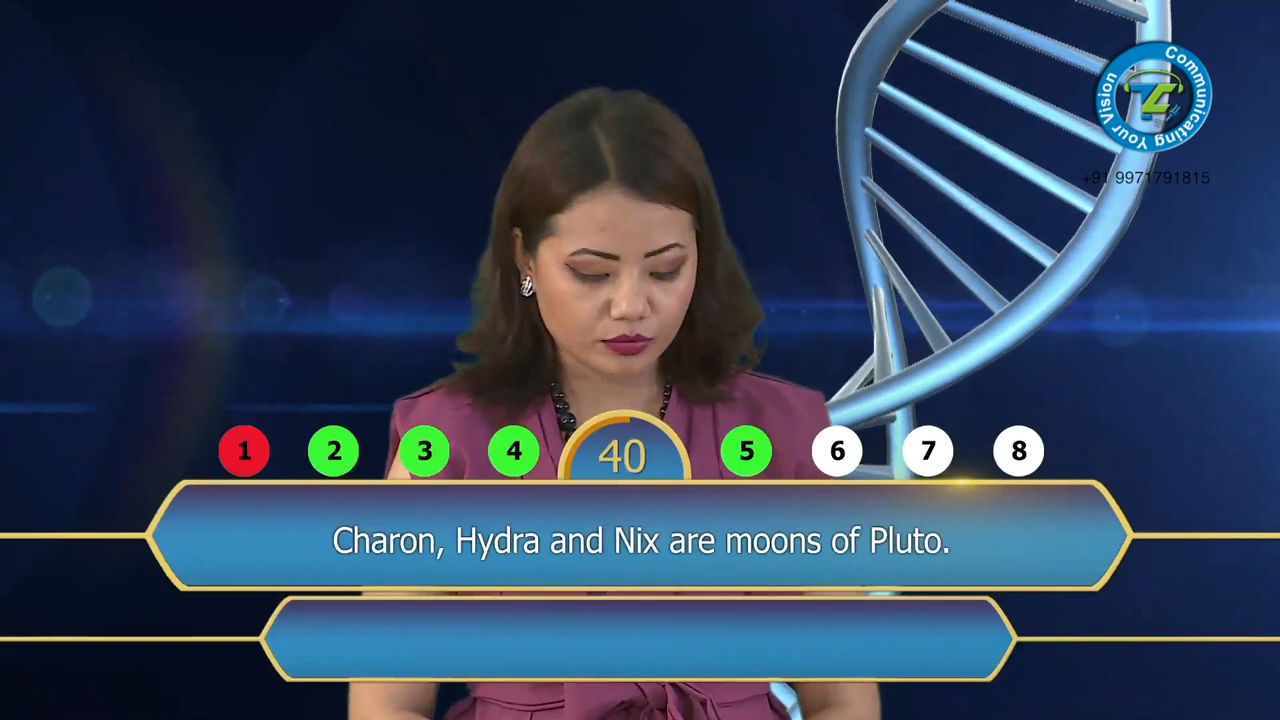 Communicating Your Vision
TC
+91 9971791815
1 2 3 4 40 5 6 7 8
Charon, Hydra and Nix are moons of Pluto.